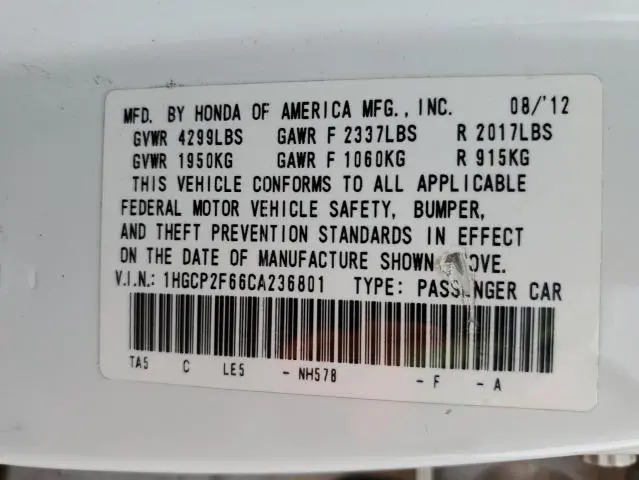 MFD. BY HONDA OF AMERICA MFG., INC. 08/'12
GVWR 4299LBS GAWR F 2337LBS R 2017LBS
GVWR 1950KG GAWR F 1060KG R 915KG
THIS VEHICLE CONFORMS TO ALL APPLICABLE
FEDERAL MOTOR VEHICLE SAFETY, BUMPER,
AND THEFT PREVENTION STANDARDS IN EFFECT
ON THE DATE OF MANUFACTURE SHOWN
V.I.N.: 1HGCP2F66CA236801 TYPE: PASSENGER CAR
TA5 C LE5 - NH578 - F - A